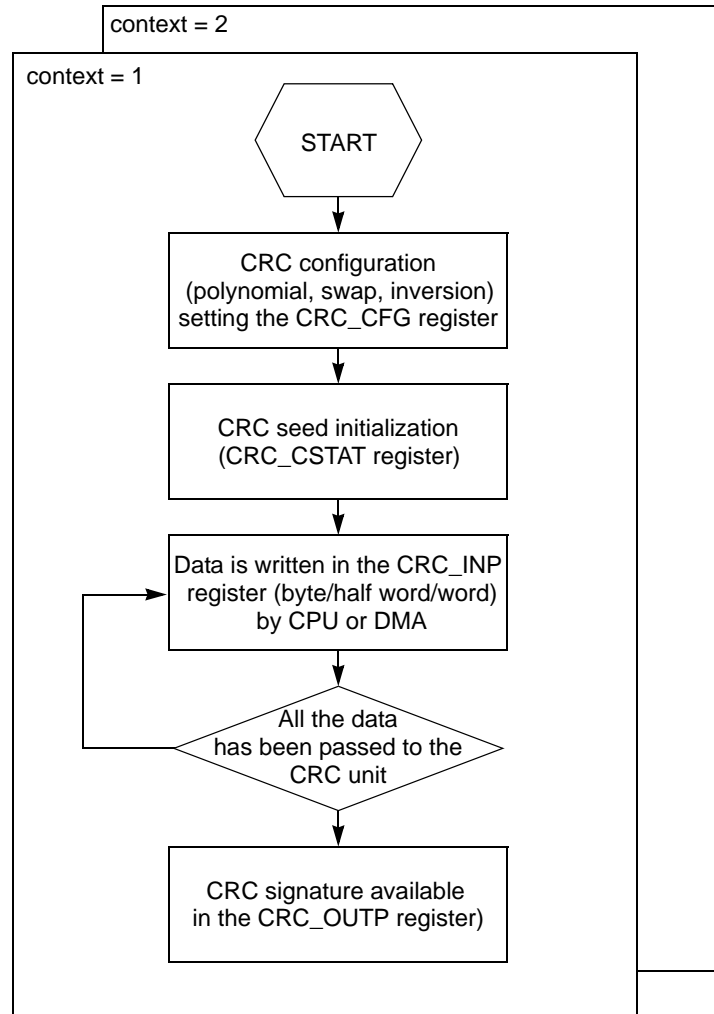 context = 2
context = 1
START
CRC configuration
(polynomial, swap, inversion)
setting the CRC_CFG register
CRC seed initialization
(CRC_CSTAT register)
Data is written in the CRC_INP
register (byte/half word/word)
by CPU or DMA
All the data
has been passed to the
CRC unit
CRC signature available
in the CRC_OUTP register)